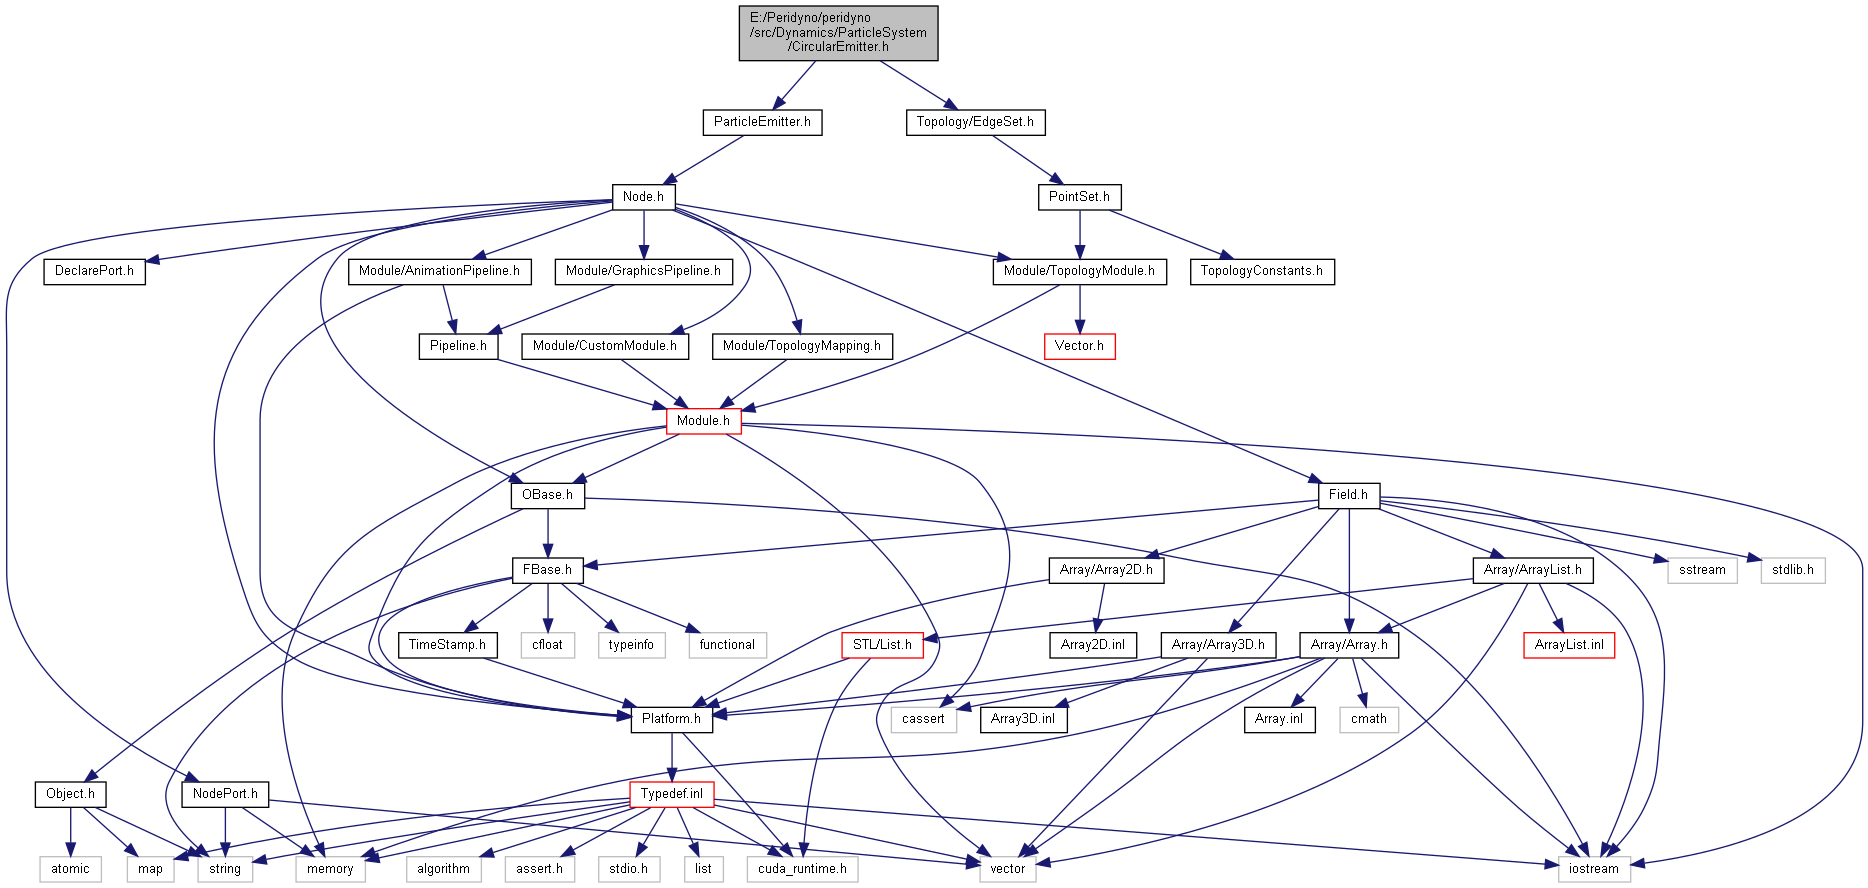 E:/Peridyno/peridyno
/src/Dynamics/ParticleSystem
/CircularEmitter.h
ParticleEmitter.h
Topology/EdgeSet.h
Node.h
PointSet.h
DeclarePort.h
Module/AnimationPipeline.h
Module/GraphicsPipeline.h
Module/TopologyModule.h
TopologyConstants.h
Pipeline.h
Module/CustomModule.h
Module/TopologyMapping.h
Vector.h
Module.h
OBase.h
Field.h
FBase.h
Array/Array2D.h
Array/ArrayList.h
sstream
stdlib.h
TimeStamp.h
cfloat
typeinfo
functional
STL/List.h
Array2D.inl
Array/Array3D.h
Array/Array.h
ArrayList.inl
Platform.h
cassert
Array3D.inl
Array.inl
cmath
Object.h
NodePort.h
Typedef.inl
atomic
map
string
memory
algorithm
assert.h
stdio.h
list
cuda_runtime.h
vector
iostream